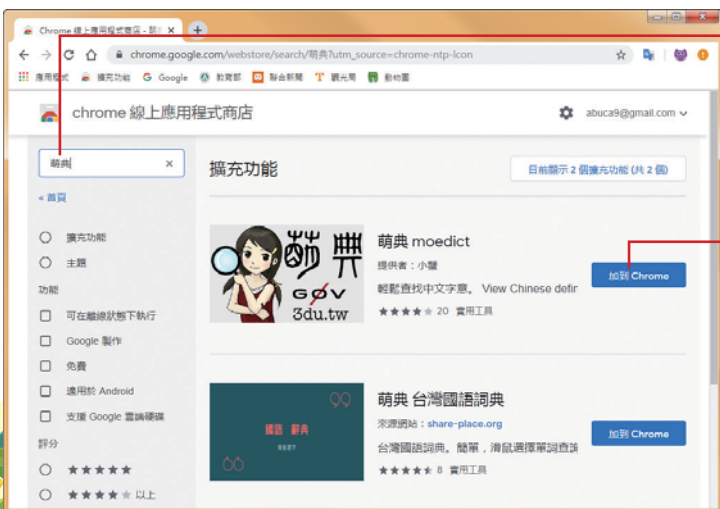 Chrome 線上應用程式商店 - 萌
chrome.google.com/webstore/search/萌典?utm_source=chrome-ntp-icon
應用程式 擴充功能 Google 教育部 聯合新聞 觀光局 動物園
chrome 線上應用程式商店
abuca9@gmail.com
萌典
« 首頁
擴充功能
主題
功能
可在離線狀態下執行
Google 製作
免費
適用於 Android
支援 Google 雲端硬碟
評分
★★★★★
★★★★★ 以上
擴充功能
目前顯示 2 個擴充功能 (共 2 個)
萌典
GOV
3du.tw
萌典 moedict
提供者：小蟹
輕鬆查找中文字意。 View Chinese defir
★★★★★ 20 實用工具
加到 Chrome
國語 辭典
萌典 台灣國語詞典
來源網站：share-place.org
台灣國語詞典。簡單，滑鼠選擇單詞查詢
★★★★★ 8 實用工具
加到 Chrome